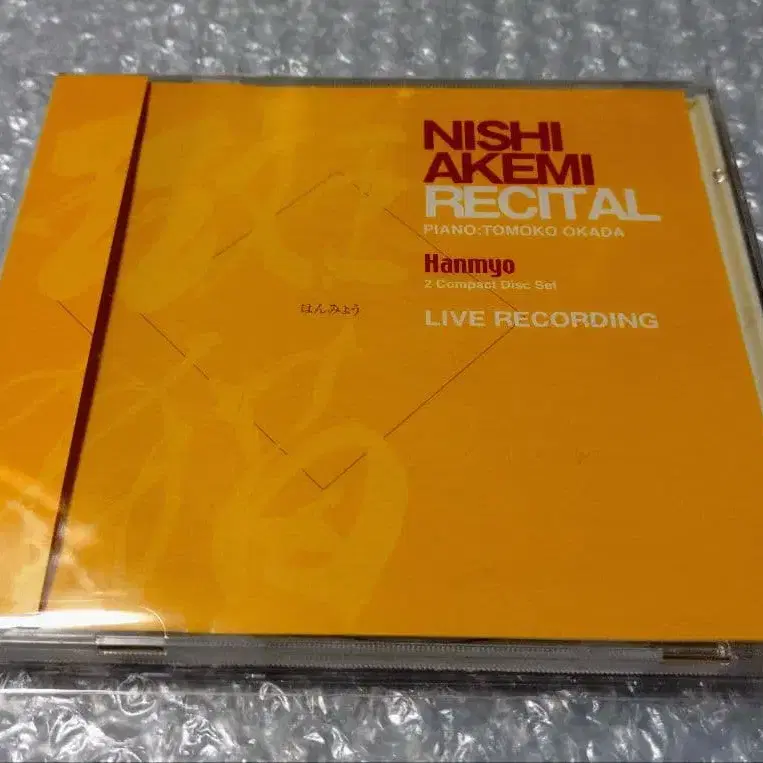 NISHI
AKEMI
RECITAL
PIANO:TOMOKO OKADA
Hanmyo
2 Compact Disc Set
はんみょう
LIVE RECORDING